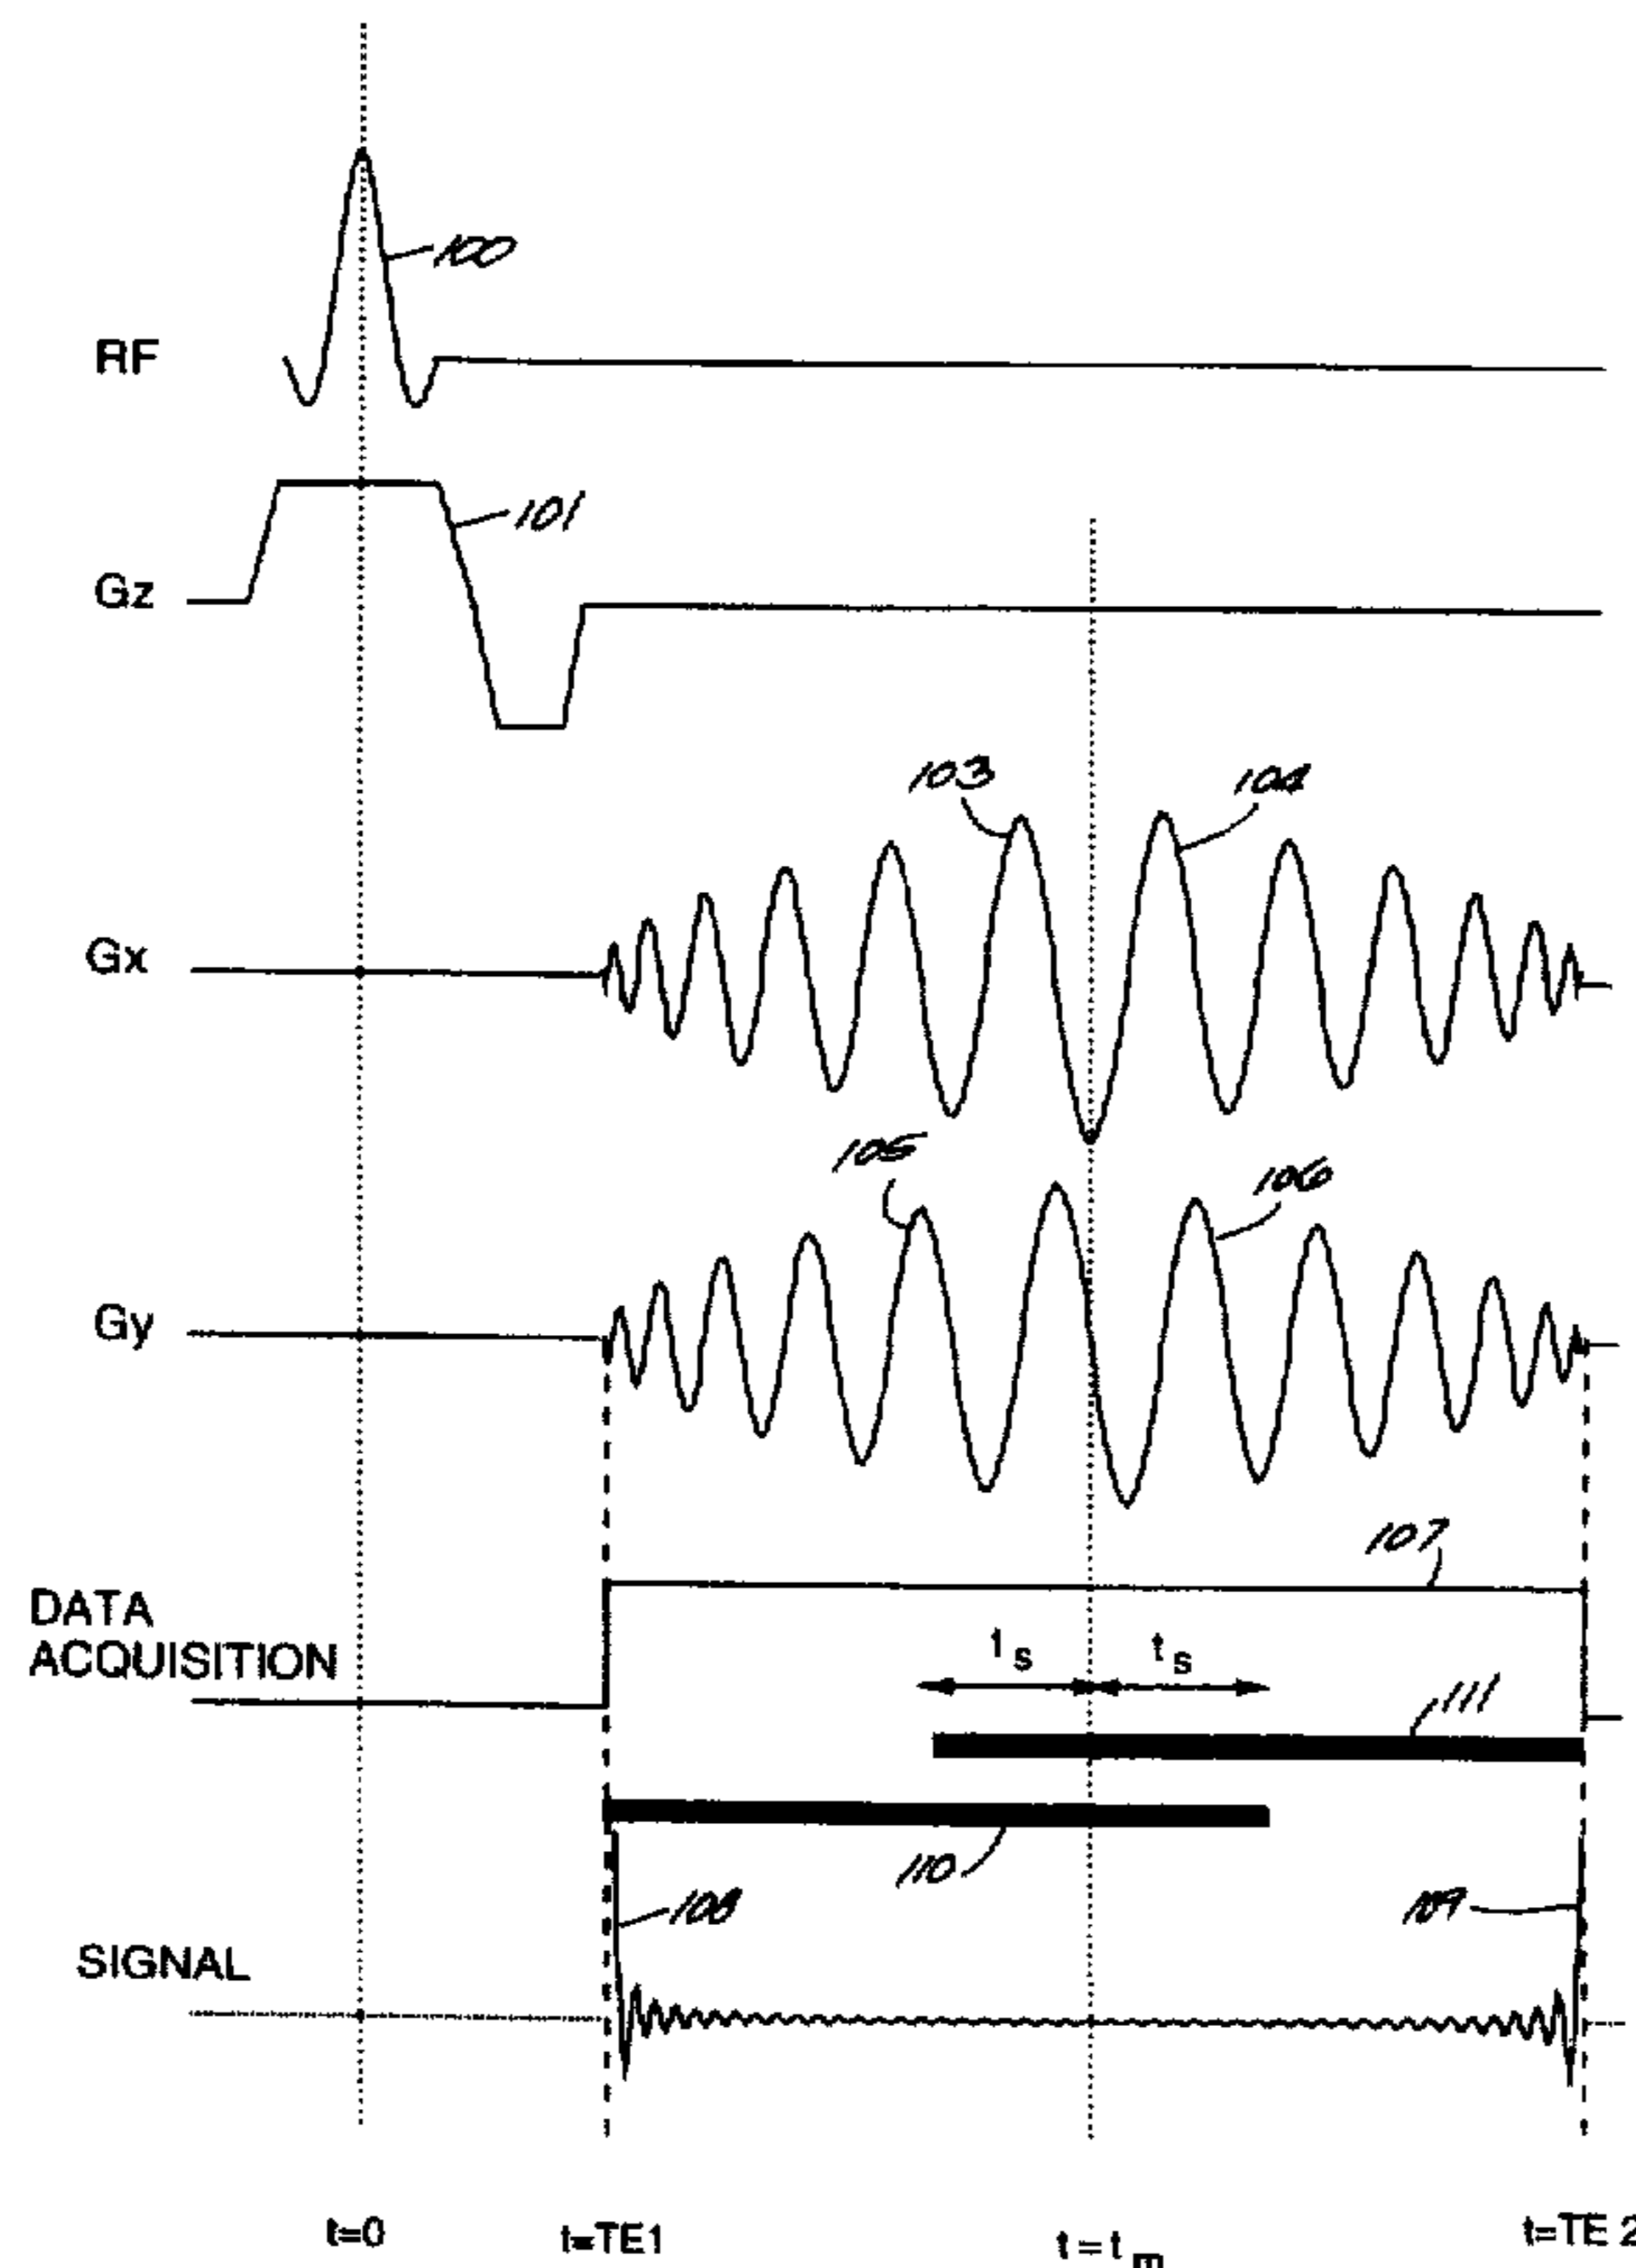 100
RF
101
Gz
103
104
Gx
105
106
Gy
107
DATA
ACQUISITION
t s
t s
111
110
108
109
SIGNAL
t=0
t=TE1
t=t m
t=TE 2